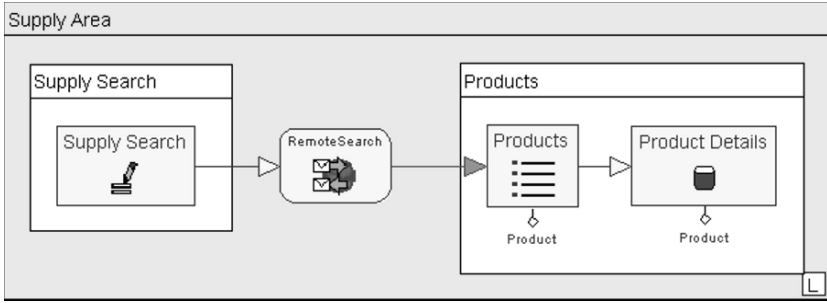 Supply Area
Supply Search
Supply Search
RemoteSearch
Products
Products
Product
Product Details
Product
L